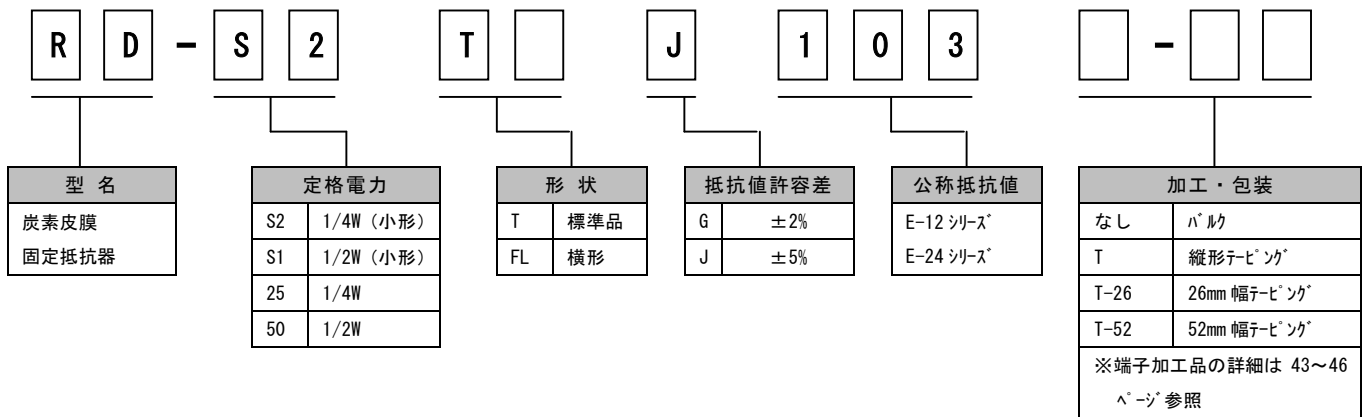 RD-S2 T J 103 -
型 名
炭素皮膜
固定抵抗器
定格電力
S2 1/4W (小形)
S1 1/2W (小形)
25 1/4W
50 1/2W
形 状
T 標準品
FL 横形
抵抗値許容差
G ±2%
J ±5%
公称抵抗値
E-12 ｼﾘｰｽﾞ
E-24 ｼﾘｰｽﾞ
加工・包装
なし ﾊﾞﾙｸ
T 縦形ﾃｰﾋﾟﾝｸﾞ
T-26 26mm 幅ﾃｰﾋﾟﾝｸﾞ
T-52 52mm 幅ﾃｰﾋﾟﾝｸﾞ
※端子加工品の詳細は 43～46
ﾍﾟｰｼﾞ参照